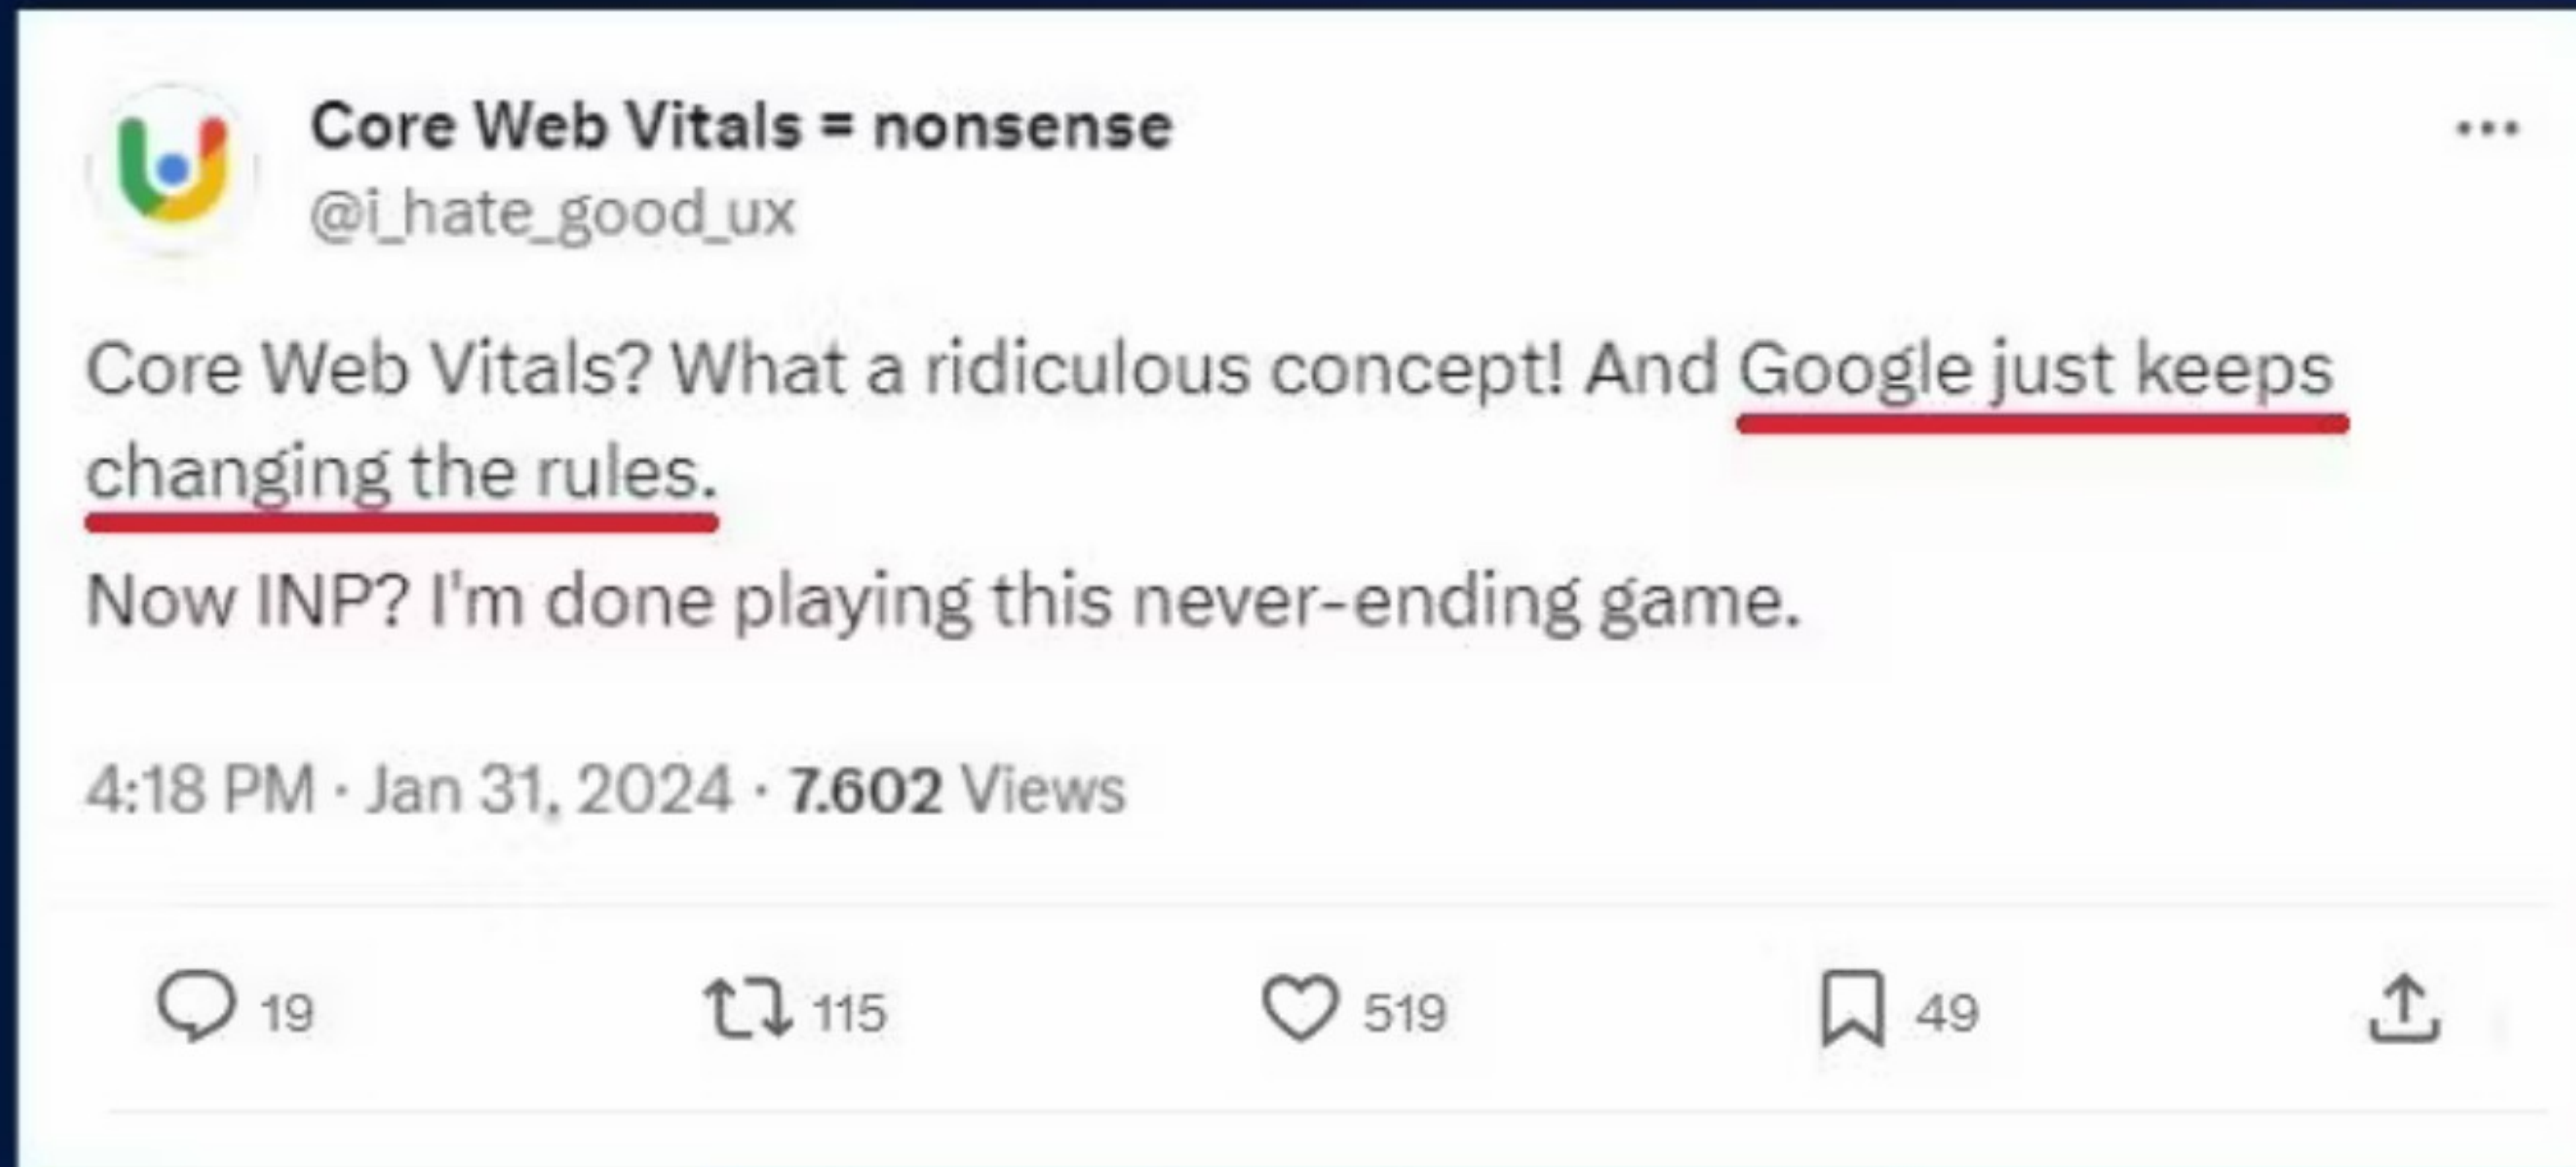 Core Web Vitals = nonsense
@i_hate_good_ux
Core Web Vitals? What a ridiculous concept! And Google just keeps
changing the rules.
Now INP? I'm done playing this never-ending game.
4:18 PM · Jan 31, 2024 · 7.602 Views
19 115 519 49